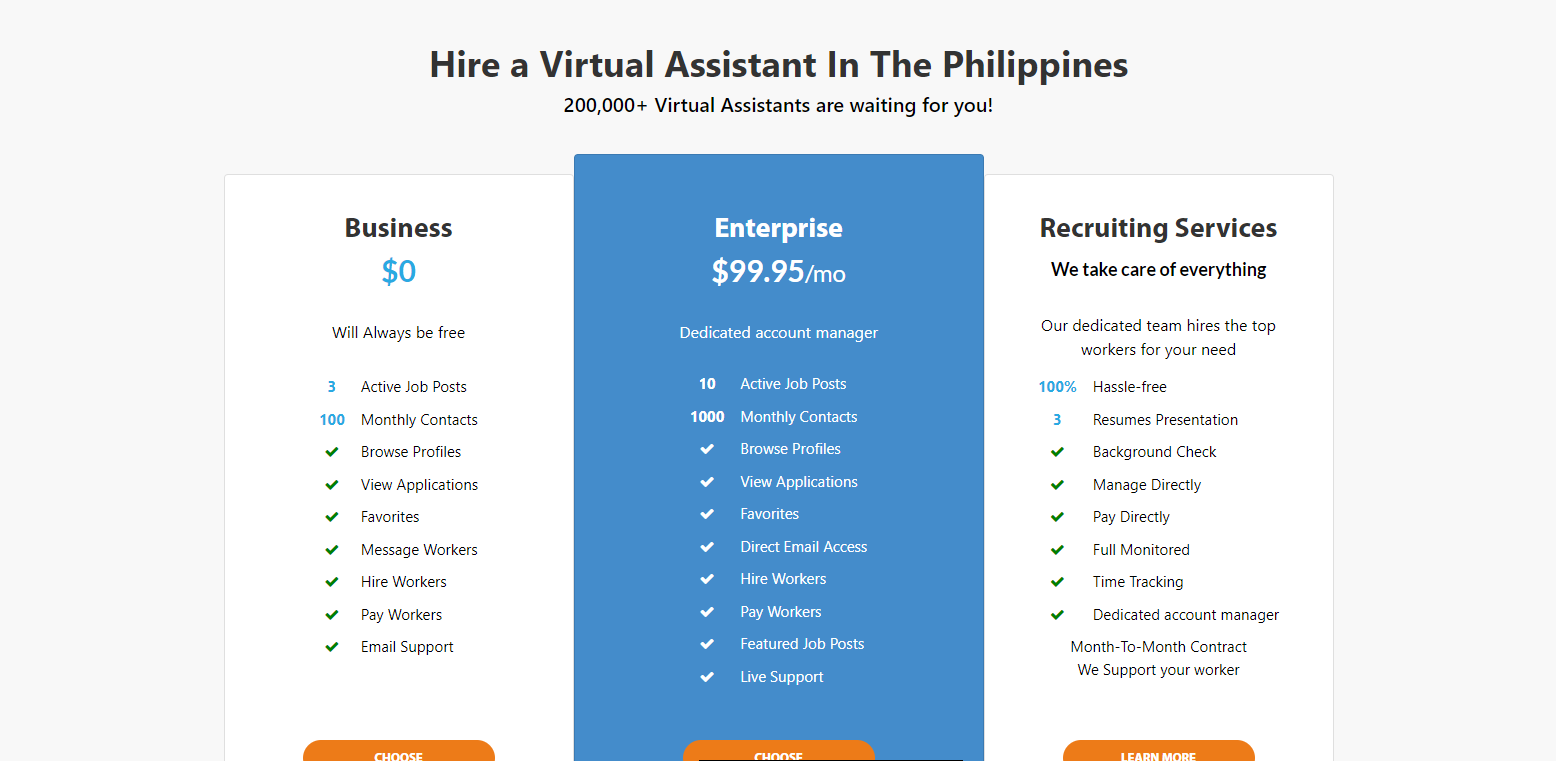 Hire a Virtual Assistant In The Philippines
200,000+ Virtual Assistants are waiting for you!
Business
$0
Will Always be free
3 Active Job Posts
100 Monthly Contacts
Browse Profiles
View Applications
Favorites
Message Workers
Hire Workers
Pay Workers
Email Support
CHOOSE
Enterprise
$99.95/mo
Dedicated account manager
10 Active Job Posts
1000 Monthly Contacts
Browse Profiles
View Applications
Favorites
Direct Email Access
Hire Workers
Pay Workers
Featured Job Posts
Live Support
CHOOSE
Recruiting Services
We take care of everything
Our dedicated team hires the top
workers for your need
100% Hassle-free
3 Resumes Presentation
Background Check
Manage Directly
Pay Directly
Full Monitored
Time Tracking
Dedicated account manager
Month-To-Month Contract
We Support your worker
LEARN MORE